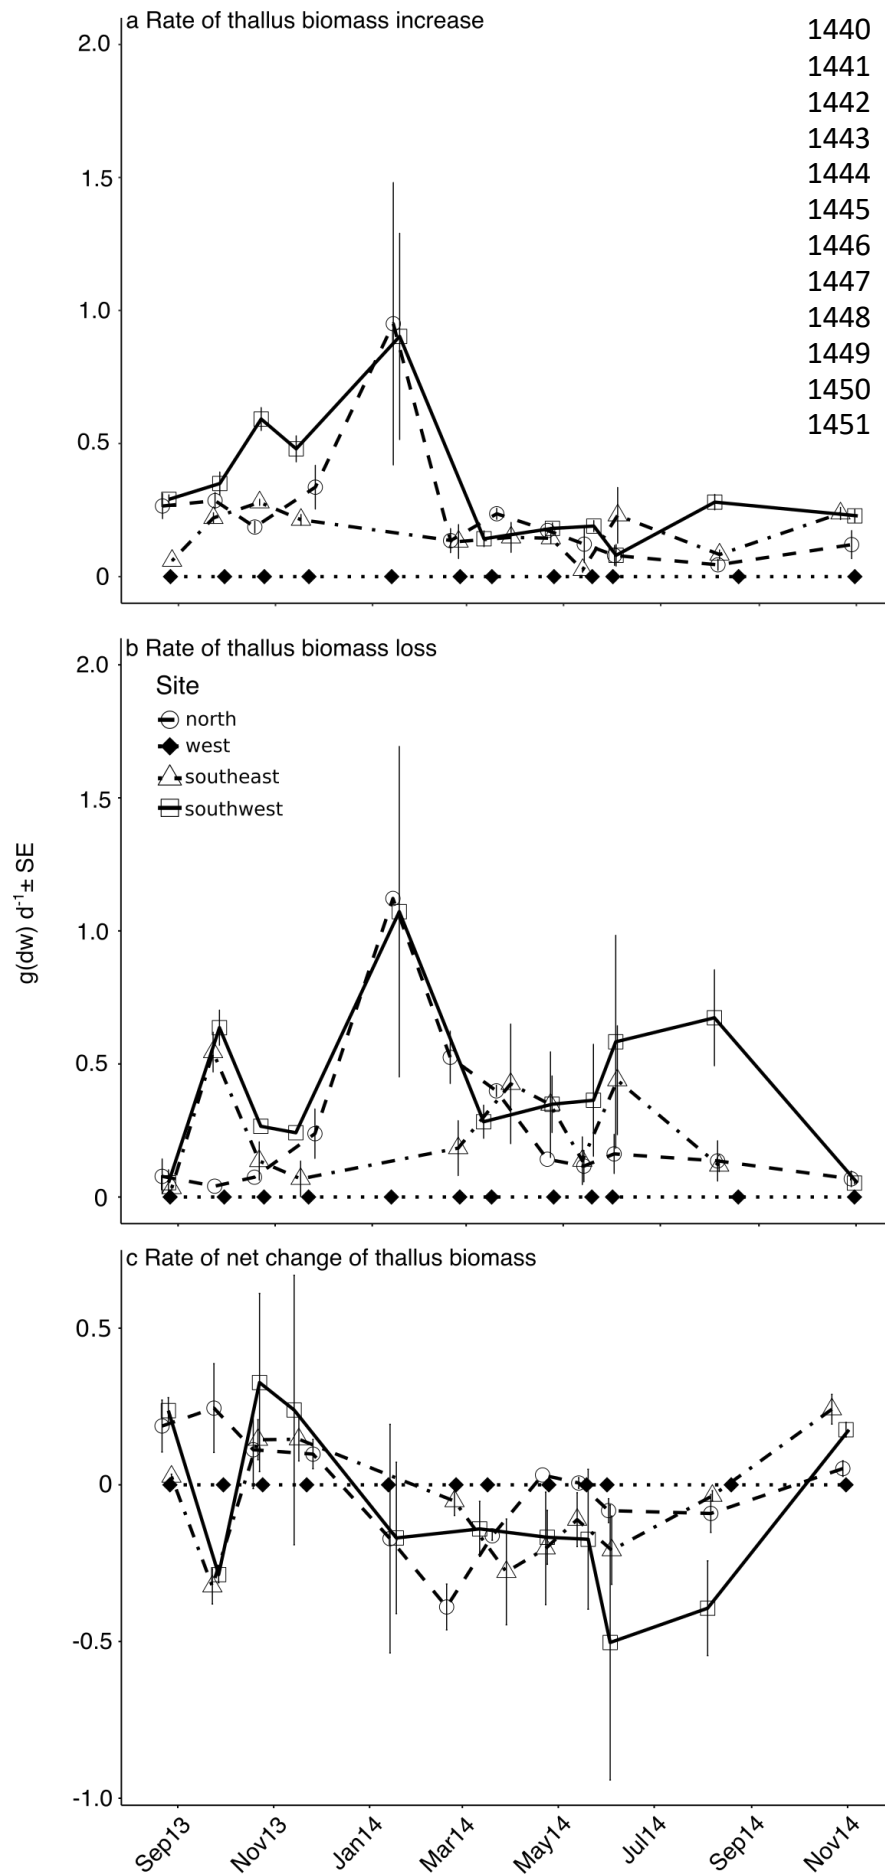 a Rate of thallus biomass increase
2.0
1.5
1.0
0.5
0
1440
1441
1442
1443
1444
1445
1446
1447
1448
1449
1450
1451
b Rate of thallus biomass loss
2.0
1.5
1.0
0.5
0
Site
north
west
southeast
southwest
g(dw) d⁻¹± SE
c Rate of net change of thallus biomass
0.5
0
-0.5
-1.0
Sep13
Nov13
Jan14
Mar14
May14
Jul14
Sep14
Nov14